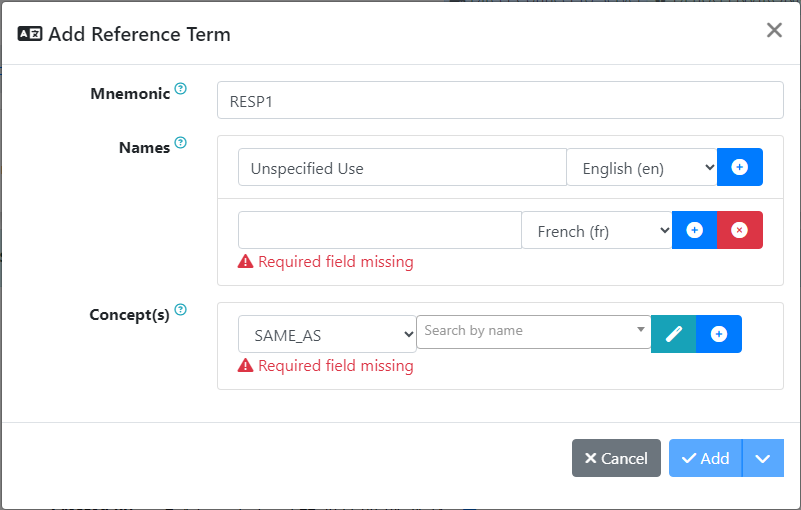 Add Reference Term
Mnemonic
RESP1
Names
Unspecified Use English (en)
French (fr)
Required field missing
Concept(s)
SAME_AS Search by name
Required field missing
Cancel Add